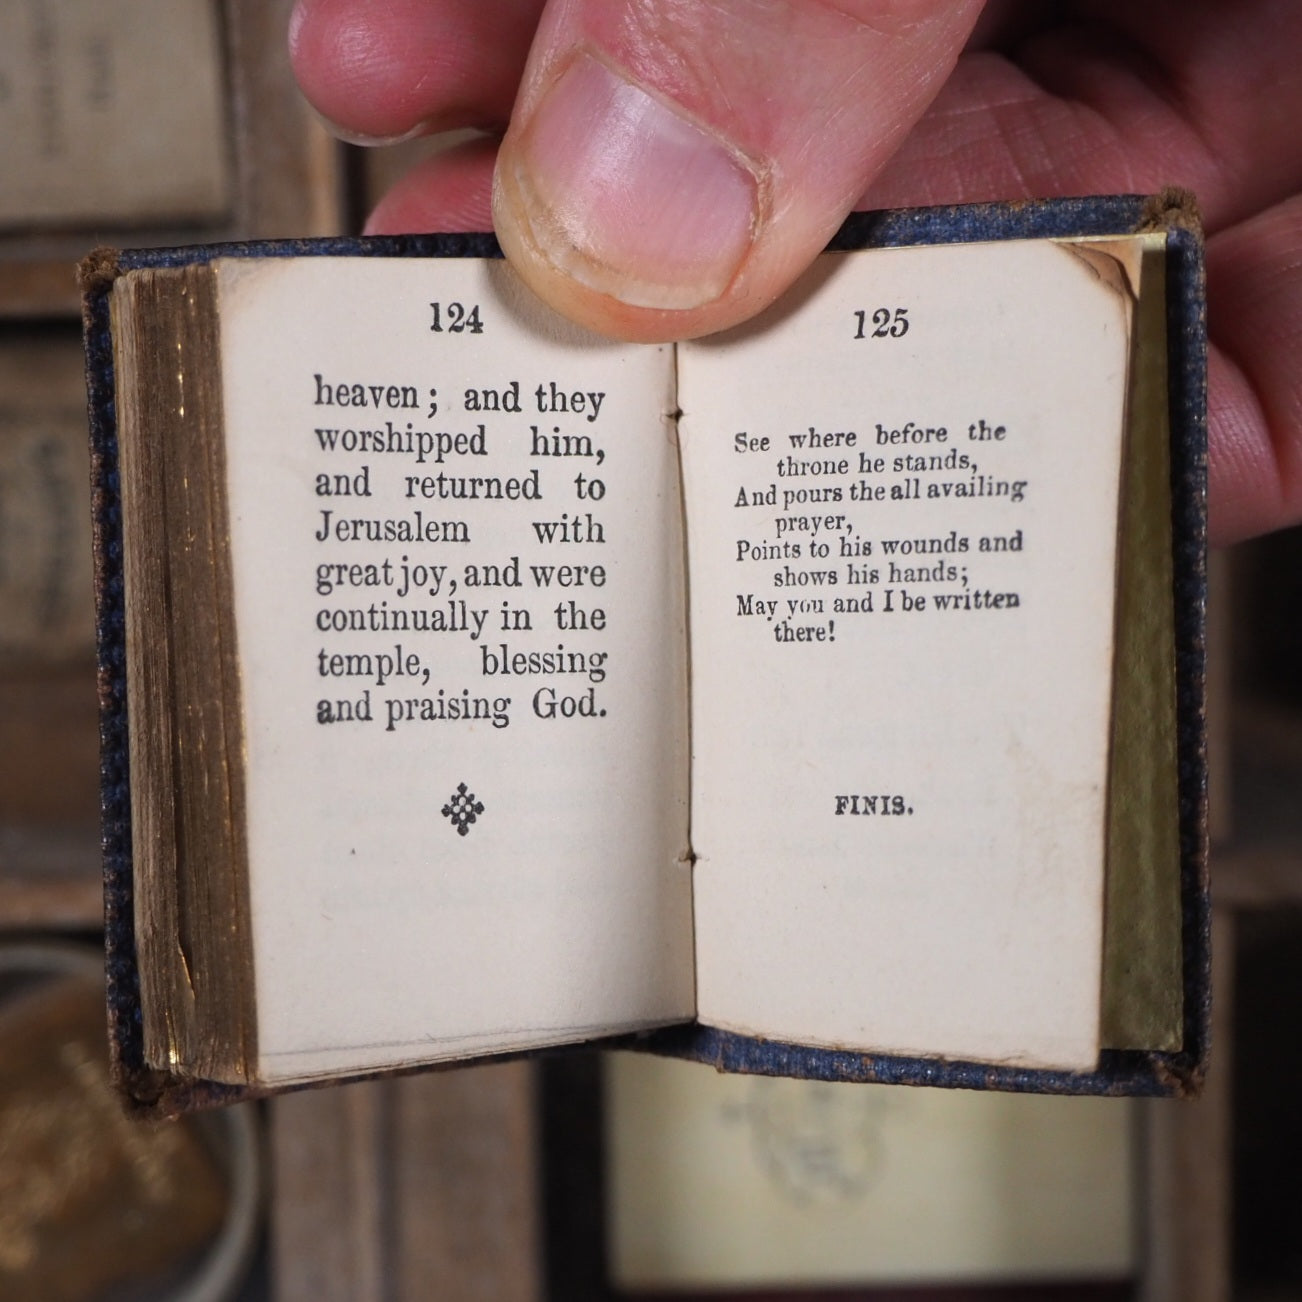 124
heaven; and they
worshipped him,
and returned to
Jerusalem with
great joy, and were
continually in the
temple, blessing
and praising God.
125
See where before the
throne he stands,
And pours the all availing
prayer,
Points to his wounds and
shows his hands;
May you and I be written
there!
FINIS.